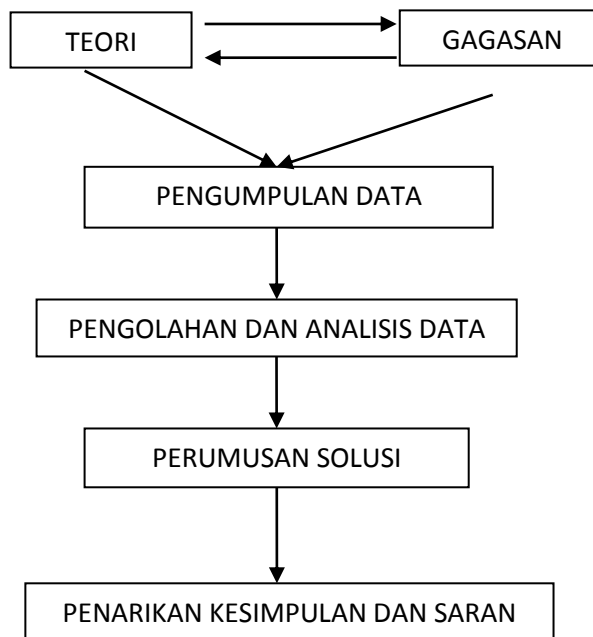 TEORI
GAGASAN
PENGUMPULAN DATA
PENGOLAHAN DAN ANALISIS DATA
PERUMUSAN SOLUSI
PENARIKAN KESIMPULAN DAN SARAN